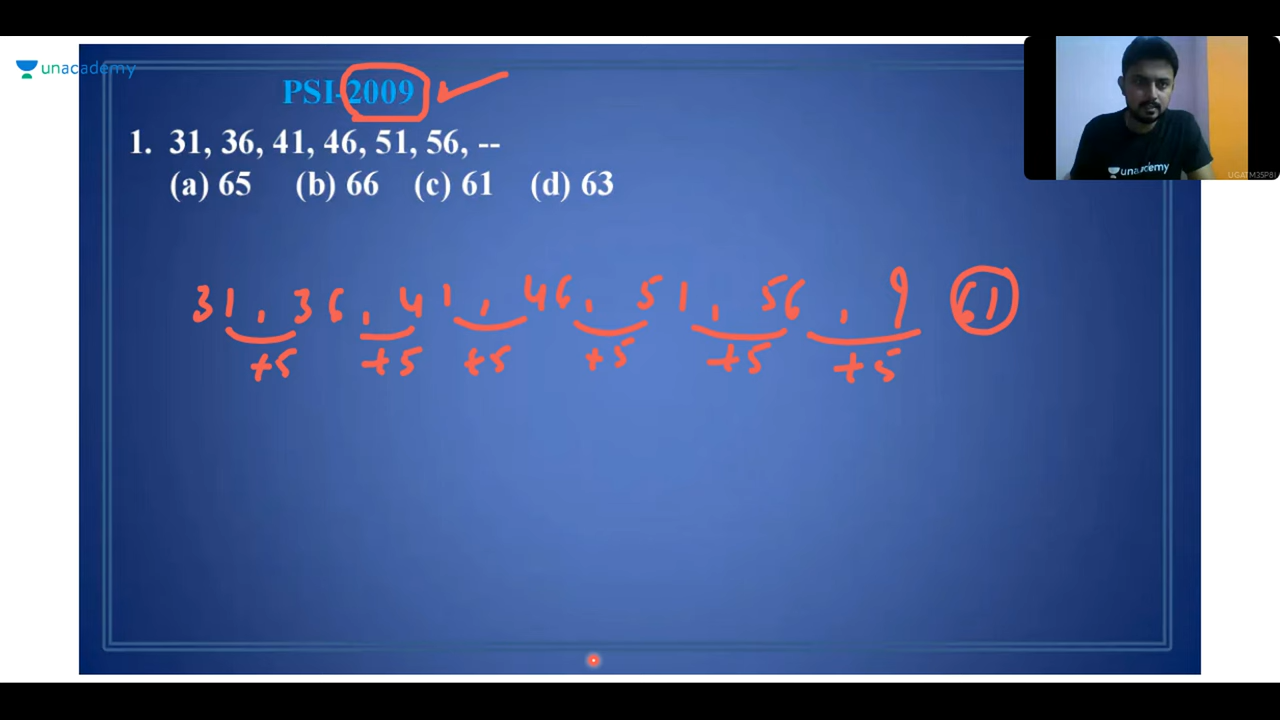 unacademy
PSI-2009
1. 31, 36, 41, 46, 51, 56, --
(a) 65 (b) 66 (c) 61 (d) 63
31, 36, 41, 46, 51, 56, ? 61
+5 +5 +5 +5 +5 +5
unacademy